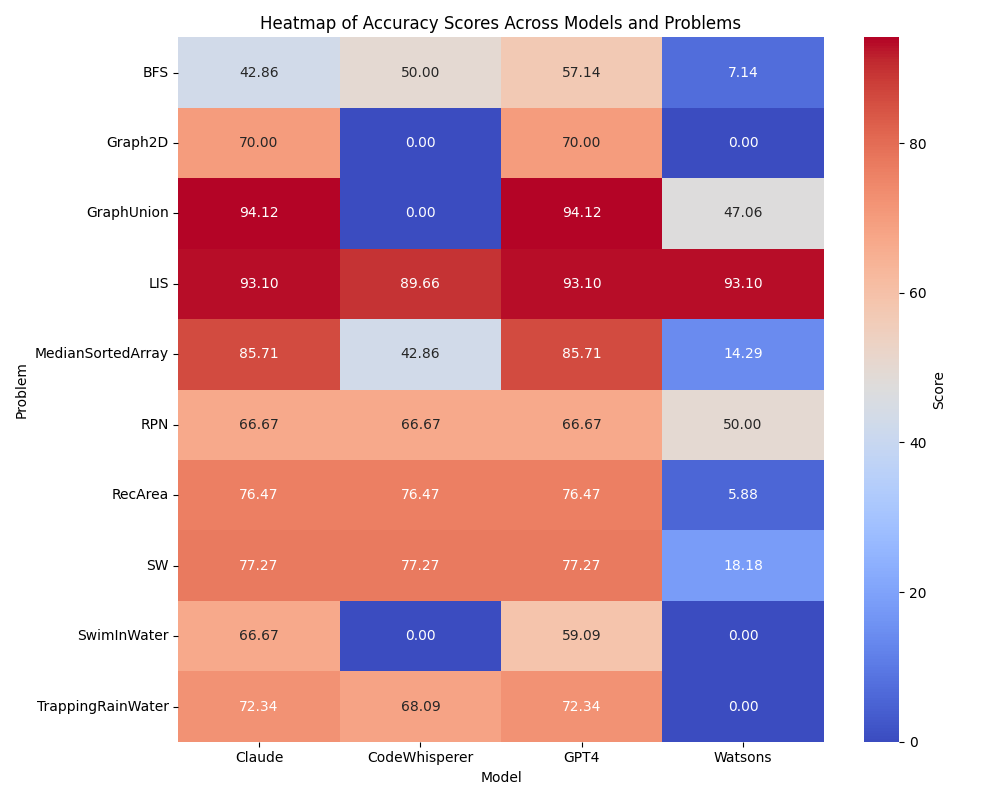 Heatmap of Accuracy Scores Across Models and Problems
Problem
BFS 42.86 50.00 57.14 7.14
Graph2D 70.00 0.00 70.00 0.00
GraphUnion 94.12 0.00 94.12 47.06
LIS 93.10 89.66 93.10 93.10
MedianSortedArray 85.71 42.86 85.71 14.29
RPN 66.67 66.67 66.67 50.00
RecArea 76.47 76.47 76.47 5.88
SW 77.27 77.27 77.27 18.18
SwimInWater 66.67 0.00 59.09 0.00
TrappingRainWater 72.34 68.09 72.34 0.00
Claude CodeWhisperer GPT4 Watsons
Model
80
60
40
20
0
Score